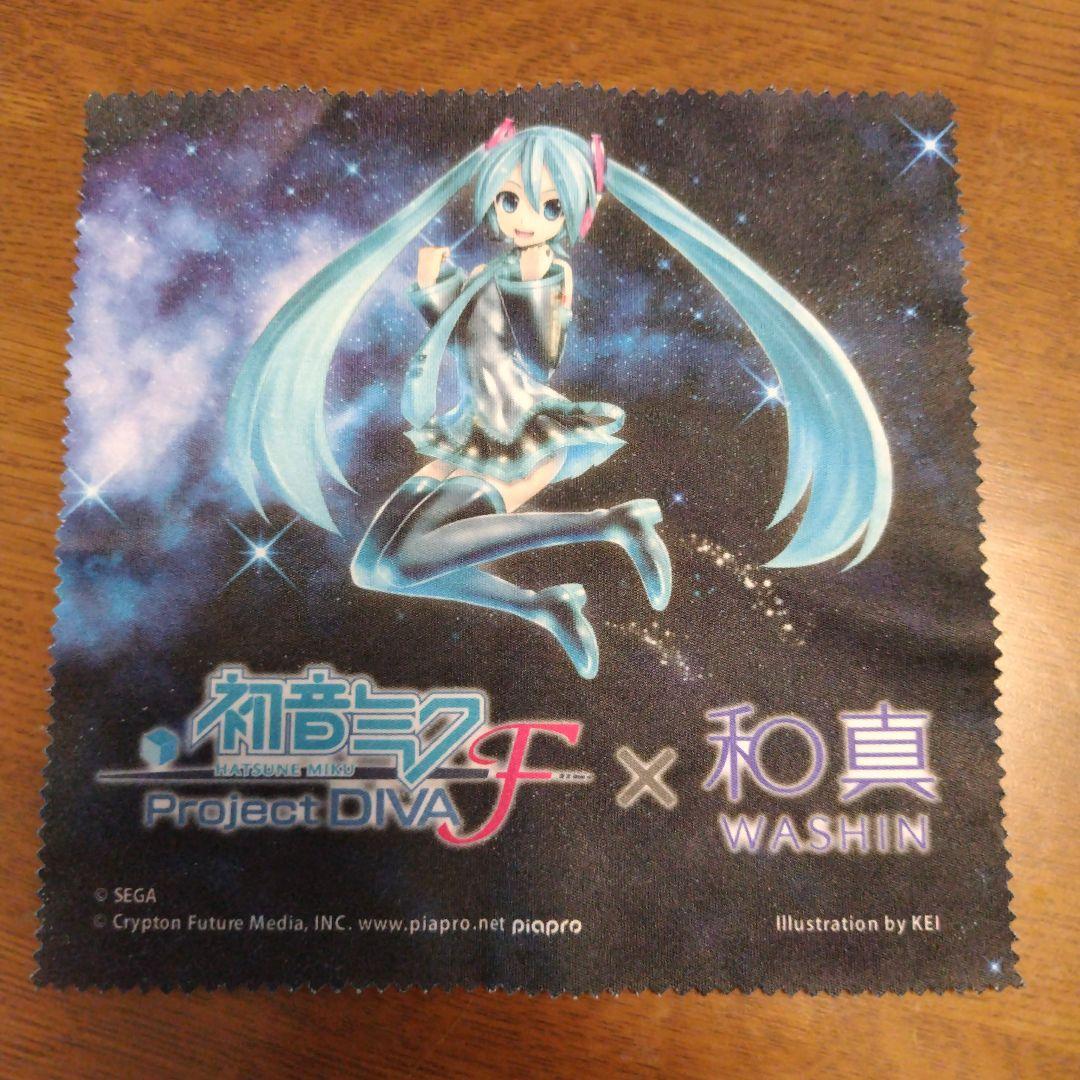 初音ミク
HATSUNE MIKU
Project DIVA F
×
和真
WASHIN
© SEGA
© Crypton Future Media, INC. www.piapro.net piapro
Illustration by KEI